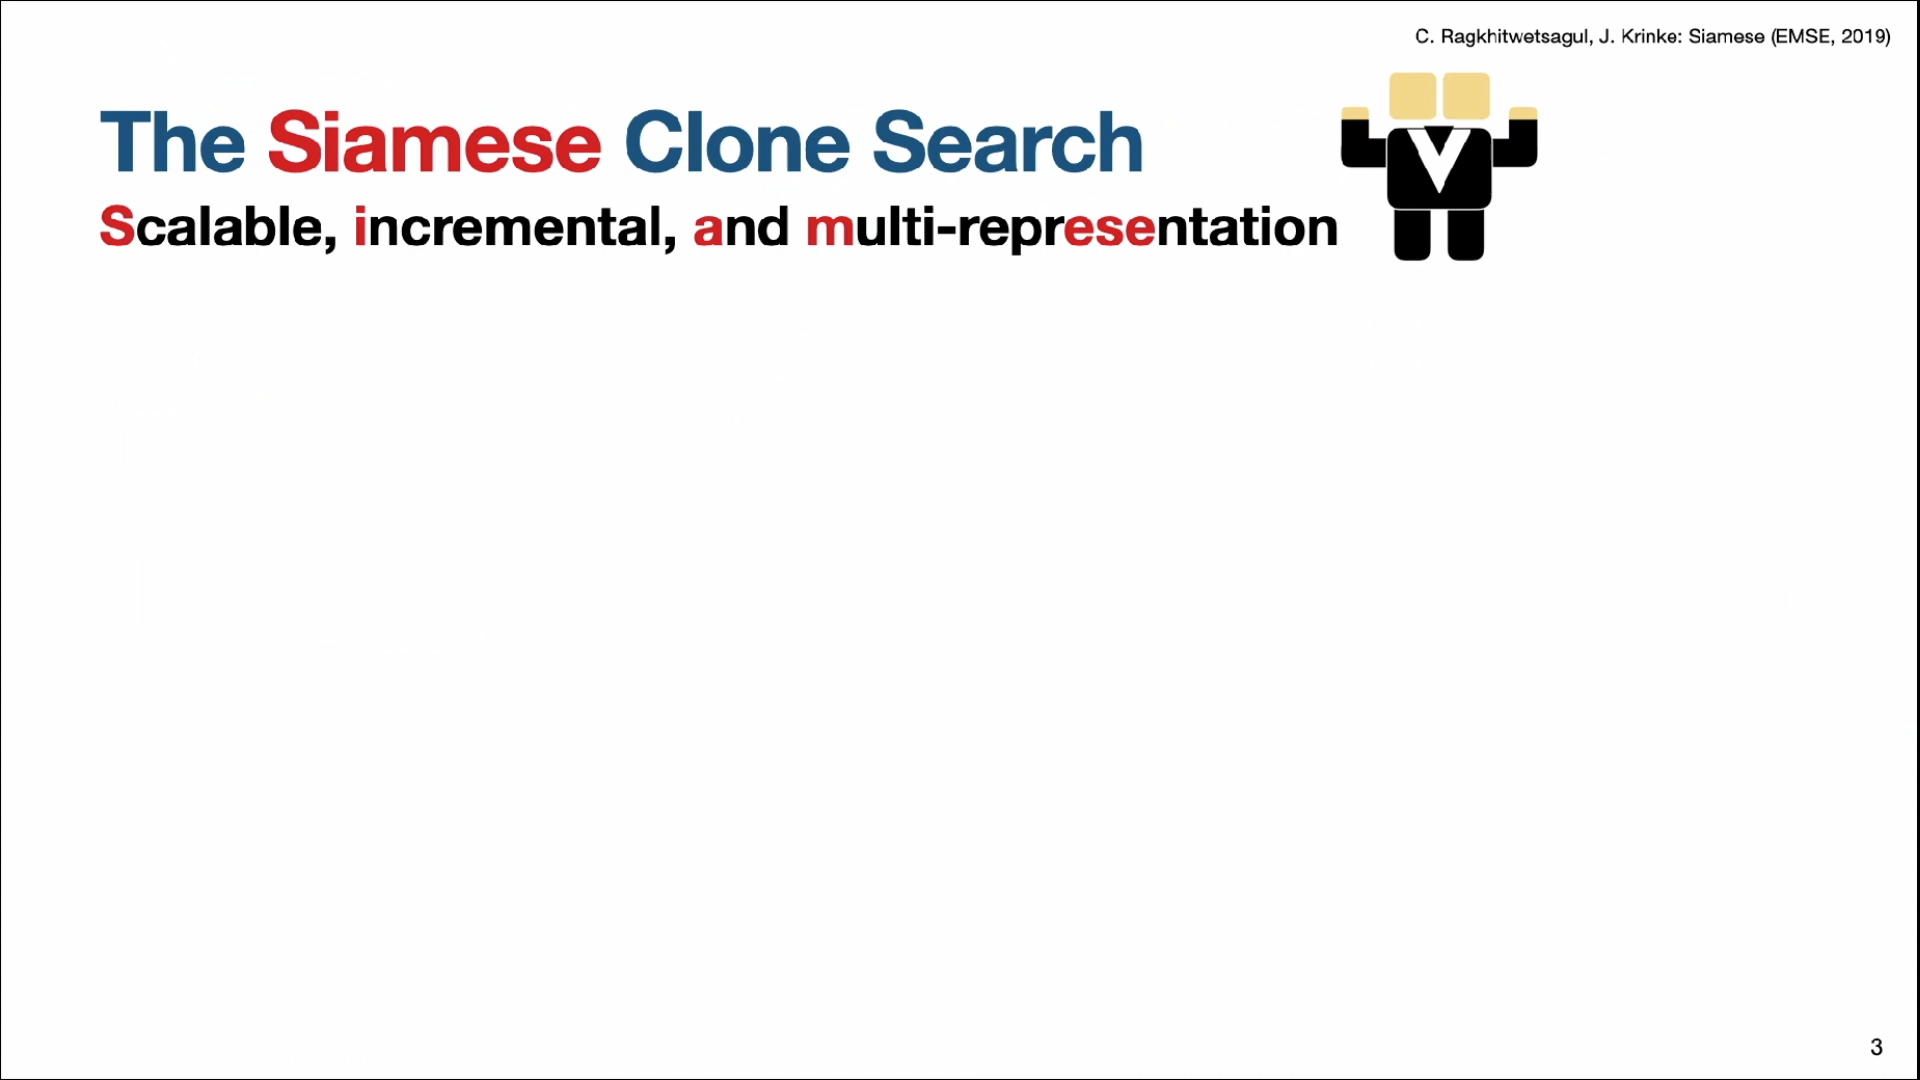 C. Ragkhitwetsagul, J. Krinke: Siamese (EMSE, 2019)
The Siamese Clone Search
Scalable, incremental, and multi-representation
3